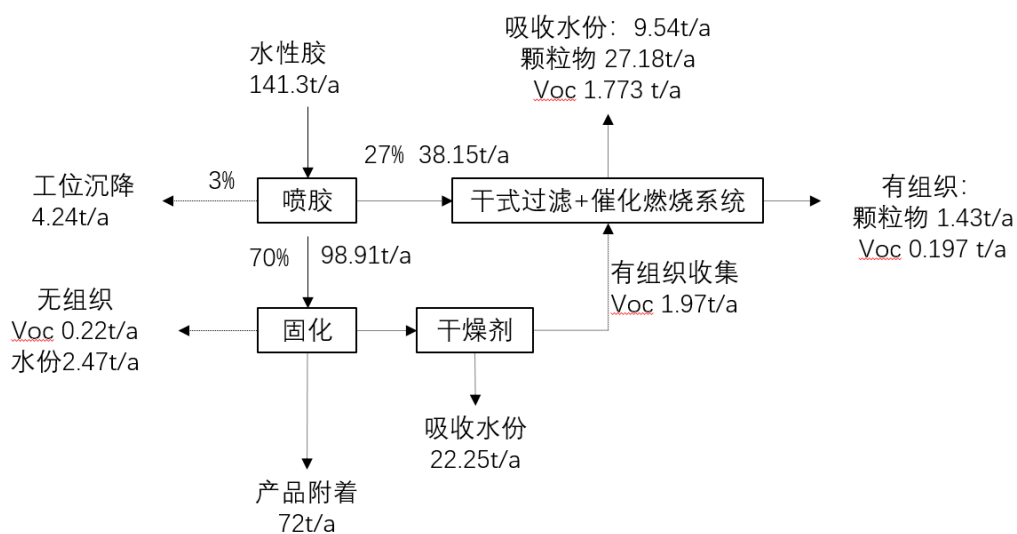 水性胶
141.3t/a
吸收水份：9.54t/a
颗粒物 27.18t/a
Voc 1.773 t/a
27% 38.15t/a
3%
工位沉降
4.24t/a
喷胶
干式过滤+催化燃烧系统
有组织：
颗粒物 1.43t/a
Voc 0.197 t/a
70%
98.91t/a
有组织收集
Voc 1.97t/a
无组织
Voc 0.22t/a
水份2.47t/a
固化
干燥剂
吸收水份
22.25t/a
产品附着
72t/a